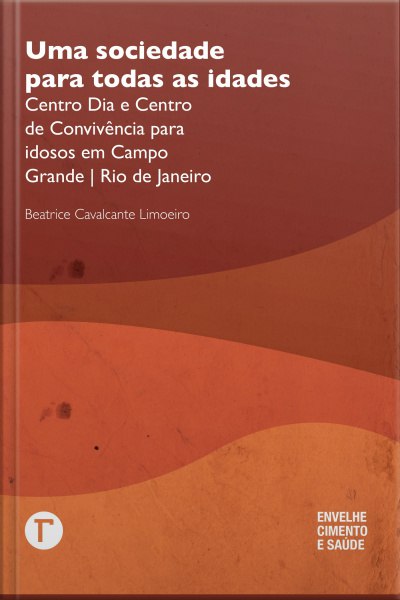 Uma sociedade
para todas as idades
Centro Dia e Centro
de Convivência para
idosos em Campo
Grande | Rio de Janeiro
Beatrice Cavalcante Limoeiro
T
ENVELHE
CIMENTO
E SAÚDE